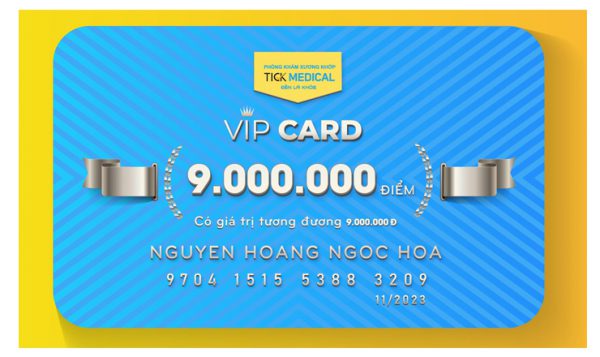 PHÒNG KHÁM XƯƠNG KHỚP
TICK MEDICAL
ĐẾN LÀ KHỎE
VIP CARD
9.000.000 ĐIỂM
Có giá trị tương đương 9.000.000 Đ
NGUYEN HOANG NGOC HOA
9704 1515 5388 3209
11/2023